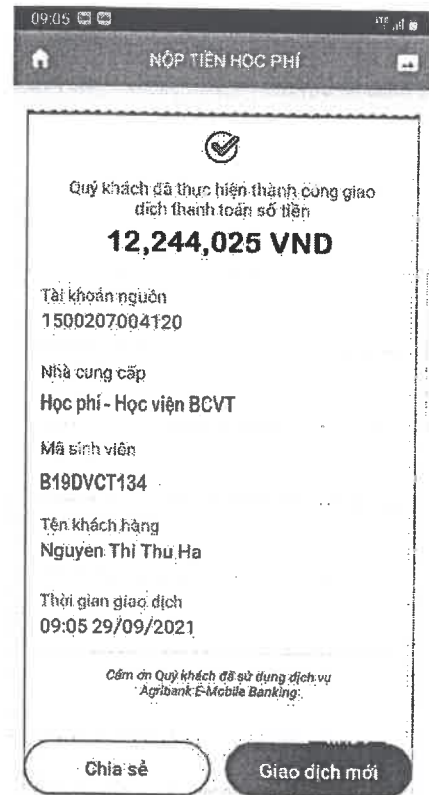 09:05
NỘP TIỀN HỌC PHÍ
Quý khách đã thực hiện thành công giao
dịch thanh toán số tiền
12,244,025 VND
Tài khoản nguồn
1500207004120
Nhà cung cấp
Học phí - Học viện BCVT
Mã sinh viên
B19DVCT134
Tên khách hàng
Nguyen Thi Thu Ha
Thời gian giao dịch
09:05 29/09/2021
Cảm ơn Quý khách đã sử dụng dịch vụ
Agribank E-Mobile Banking
Chia sẻ
Giao dịch mới